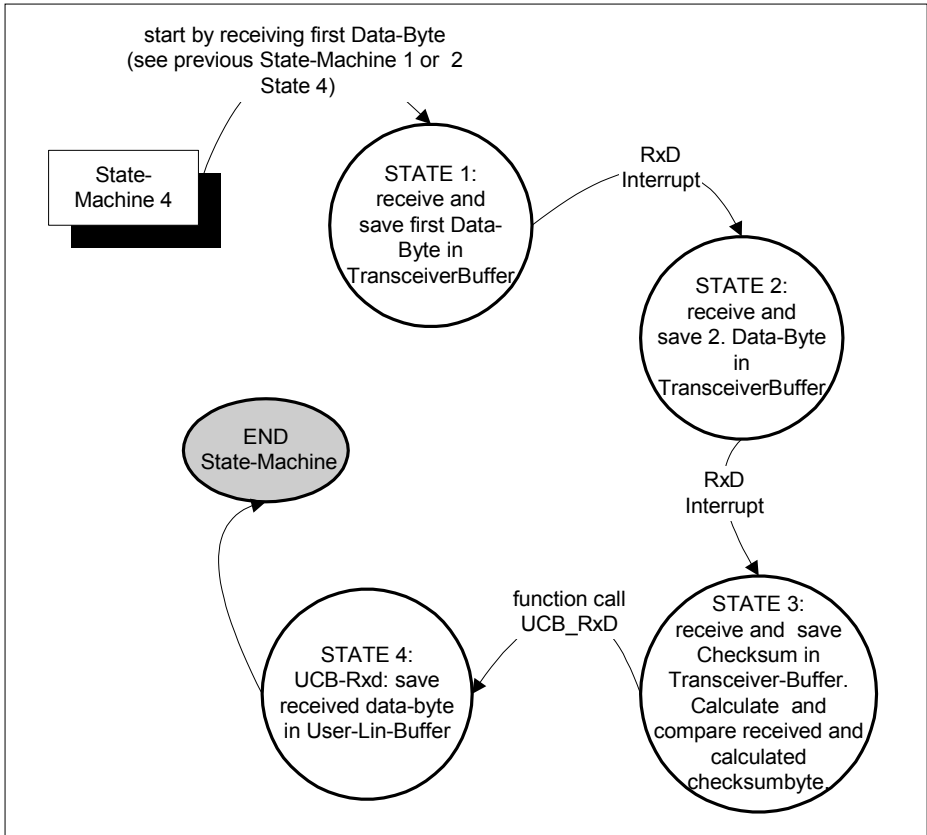 start by receiving first Data-Byte
(see previous State-Machine 1 or 2
State 4)
State-
Machine 4
STATE 1:
receive and
save first Data-
Byte in
TransceiverBuffer
RxD
Interrupt
STATE 2:
receive and
save 2. Data-Byte
in
TransceiverBuffer
RxD
Interrupt
STATE 3:
receive and save
Checksum in
Transceiver-Buffer.
Calculate and
compare received and
calculated
checksumbyte.
function call
UCB_RxD
STATE 4:
UCB-Rxd: save
received data-byte
in User-Lin-Buffer
END
State-Machine